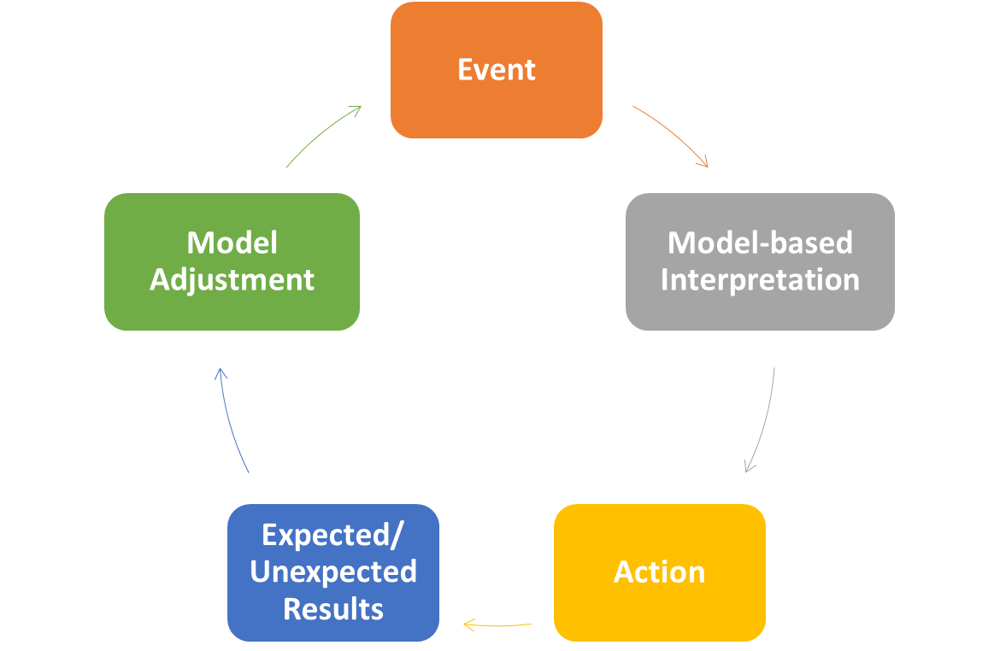 Event
Model-based
Interpretation
Action
Expected/
Unexpected
Results
Model
Adjustment